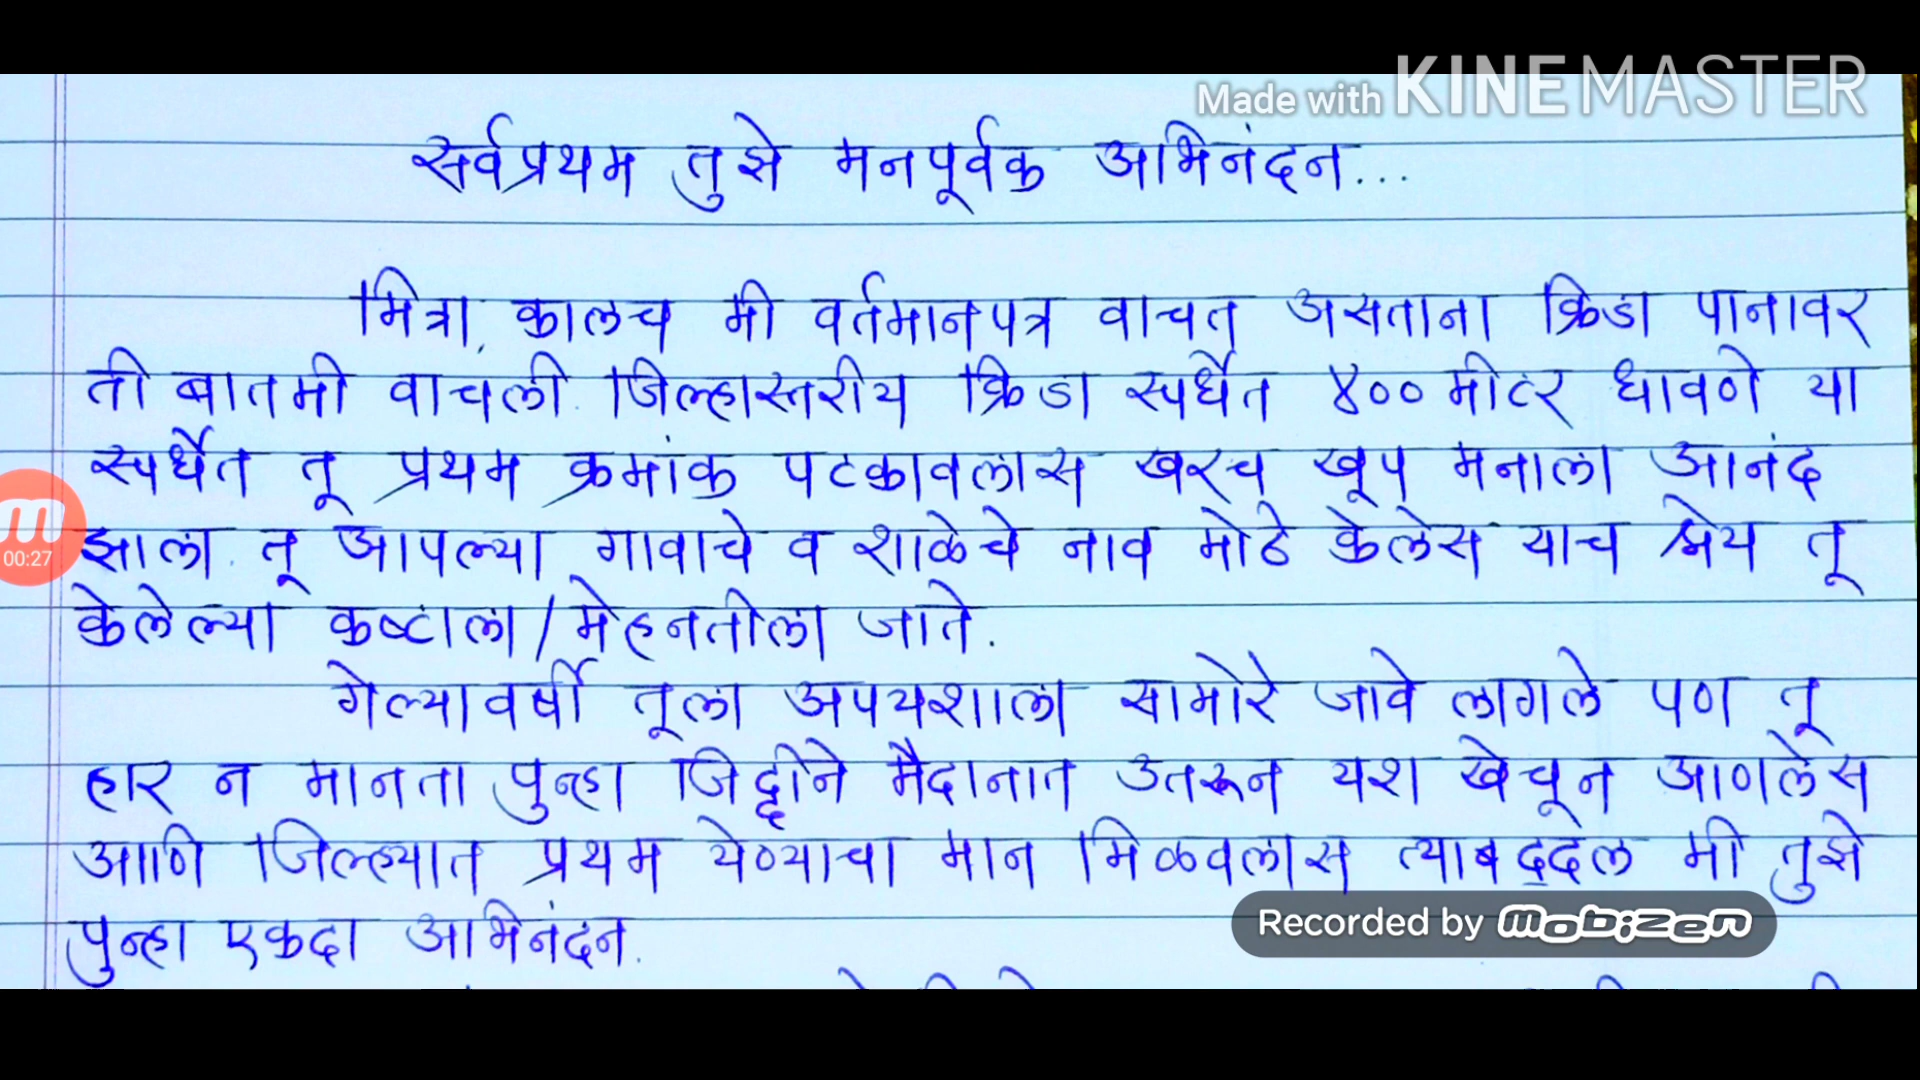 Made with KINEMASTER
सर्वप्रथम तुझे मनपूर्वक अभिनंदन...
मित्रा, कालच मी वर्तमानपत्र वाचत असताना क्रिडा पानावर
ती बातमी वाचली. जिल्हास्तरीय क्रिडा स्पर्धेत ४०० मीटर धावणे या
स्पर्धेत तू प्रथम क्रमांक पटकावलास खरच खूप मनाला आनंद
झाला. तू आपल्या गावाचे व शाळेचे नाव मोठे केलेस याच श्रेय तू
00:27
केलेल्या कष्टाला/मेहनतीला जाते.
गेल्यावर्षी तूला अपयशाला सामोरे जावे लागले पण तू
हार न मानता पुन्हा जिद्दीने मैदानात उतरून यश खेचून आणलेस
आणि जिल्ह्यात प्रथम येण्याचा मान मिळवलास त्याबद्दल मी तुझे
पुन्हा एकदा अभिनंदन.
Recorded by mobizen